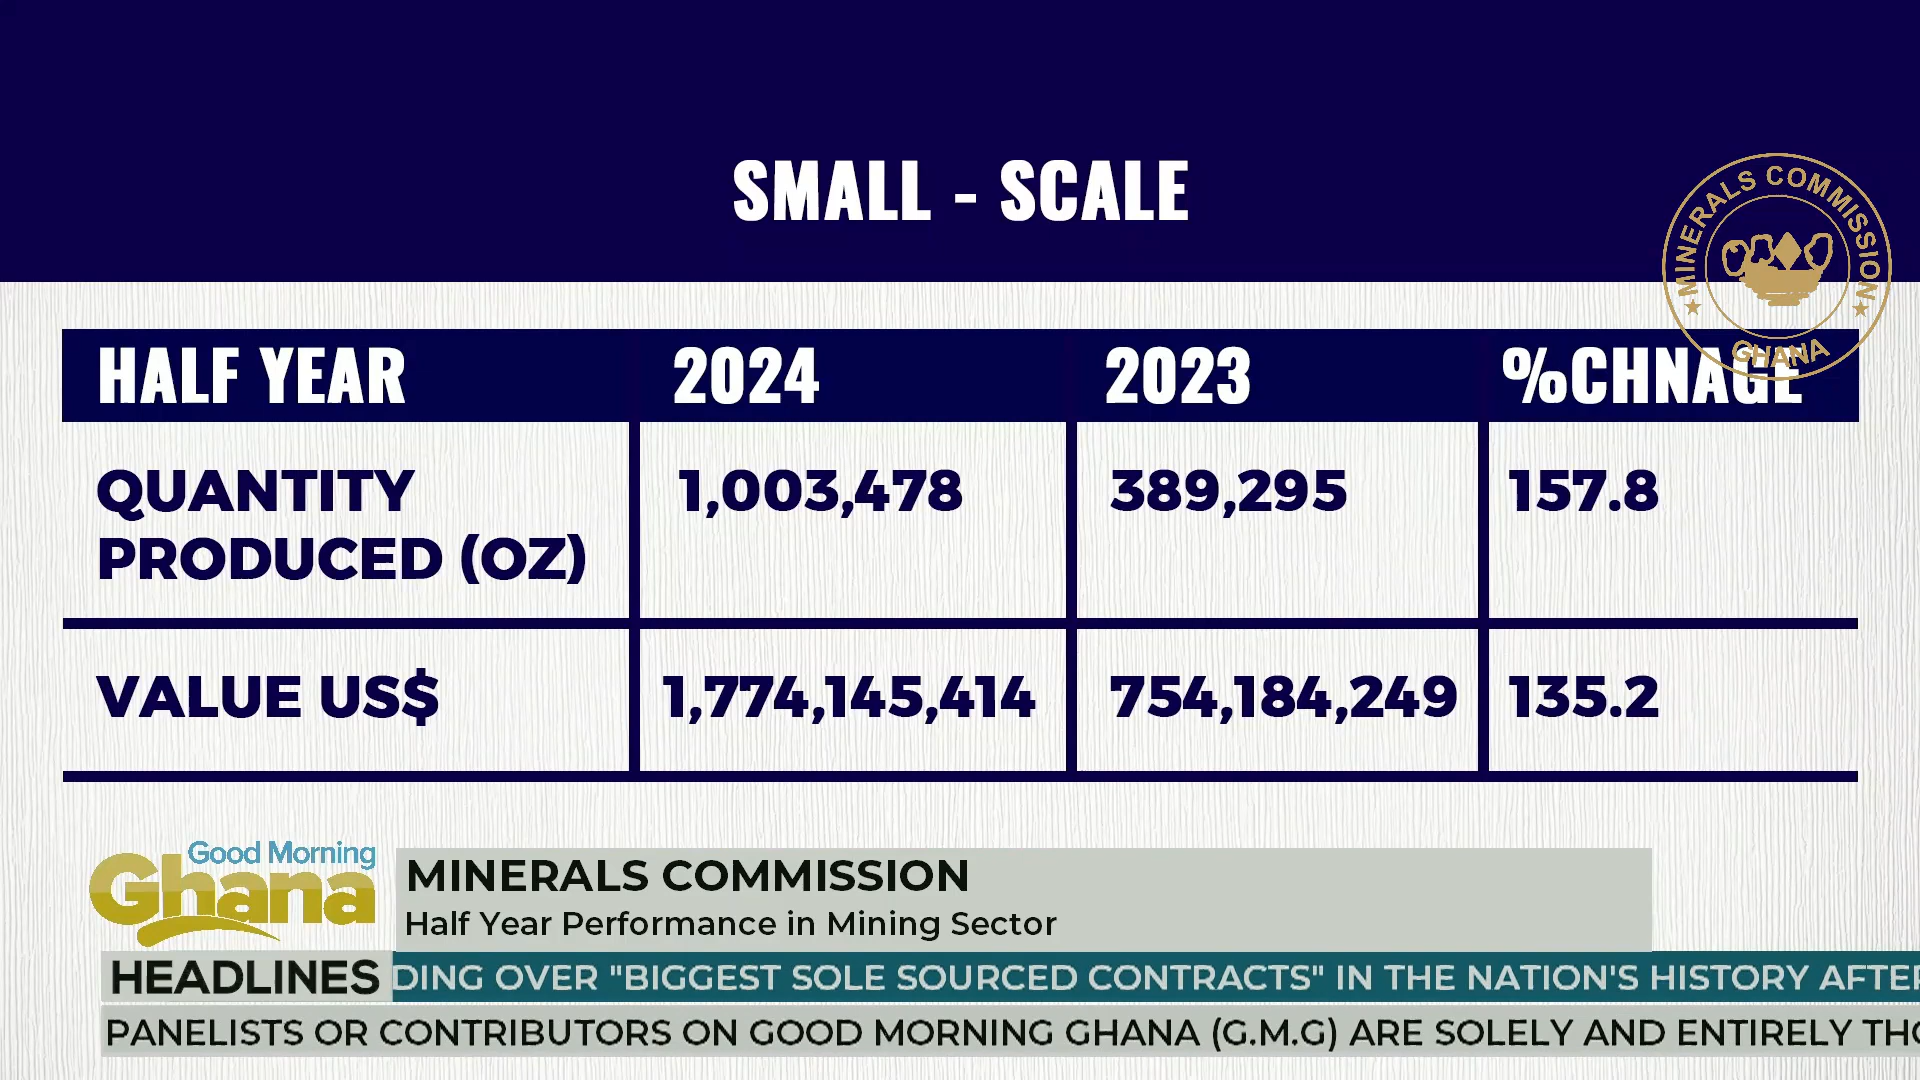 SMALL - SCALE
MINERALS COMMISSION
GHANA
HALF YEAR 2024 2023 %CHNAGE
QUANTITY 1,003,478 389,295 157.8
PRODUCED (OZ)
VALUE US$ 1,774,145,414 754,184,249 135.2
Good Morning
Ghana
MINERALS COMMISSION
Half Year Performance in Mining Sector
HEADLINES DING OVER "BIGGEST SOLE SOURCED CONTRACTS" IN THE NATION'S HISTORY AFTER
PANELISTS OR CONTRIBUTORS ON GOOD MORNING GHANA (G.M.G) ARE SOLELY AND ENTIRELY THO